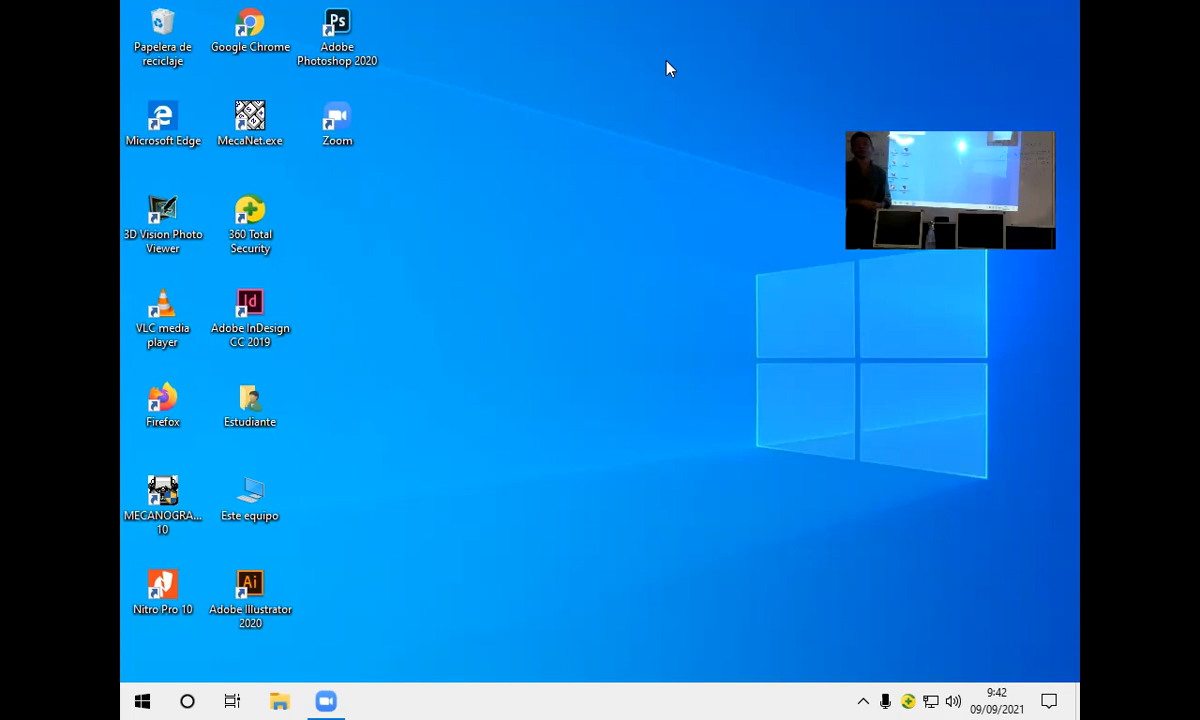 Papelera de
reciclaje
Google Chrome
Ps
Adobe
Photoshop 2020
Microsoft Edge
MecaNet.exe
Zoom
3D Vision Photo
Viewer
360 Total
Security
VLC media
player
Id
Adobe InDesign
CC 2019
Firefox
Estudiante
MECANOGRA...
10
Este equipo
Nitro Pro 10
Ai
Adobe Illustrator
2020
9:42
09/09/2021